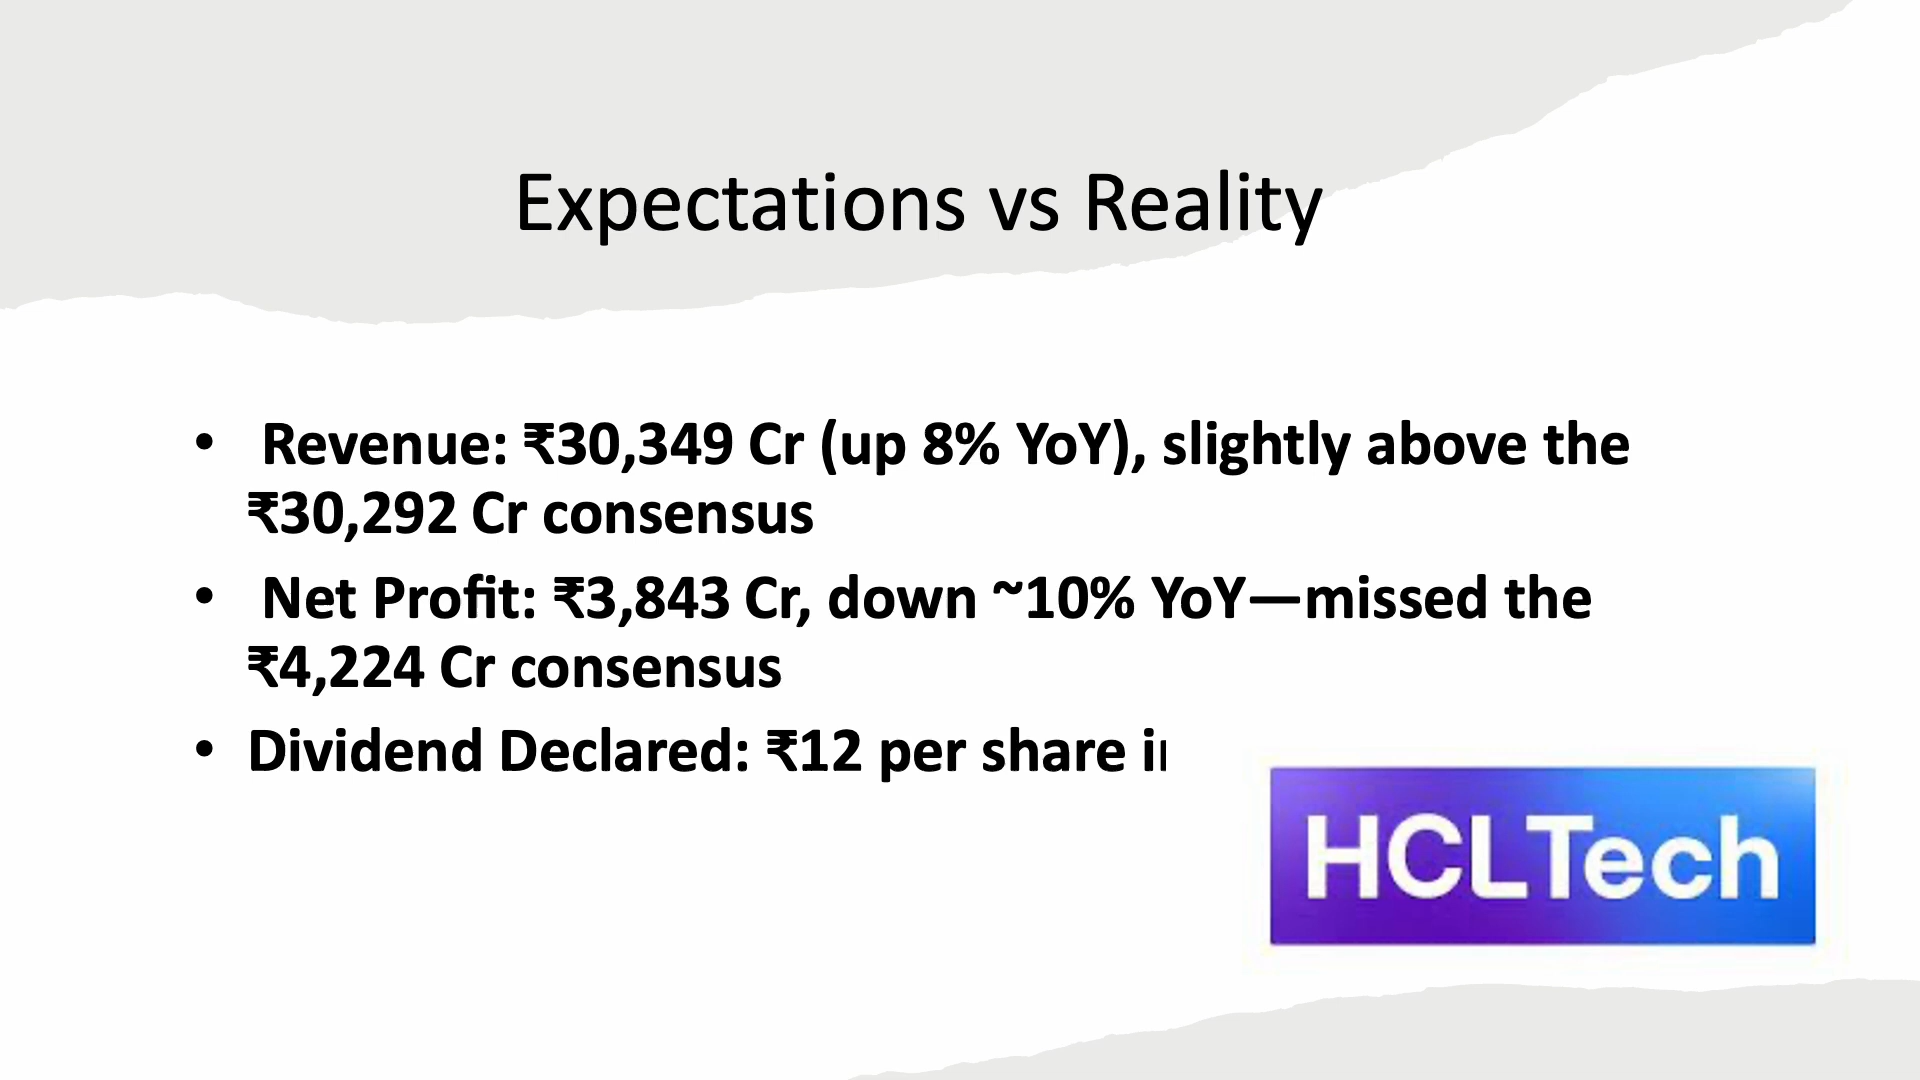 Expectations vs Reality
• Revenue: ₹30,349 Cr (up 8% YoY), slightly above the
₹30,292 Cr consensus
• Net Profit: ₹3,843 Cr, down ~10% YoY—missed the
₹4,224 Cr consensus
• Dividend Declared: ₹12 per share
HCLTech